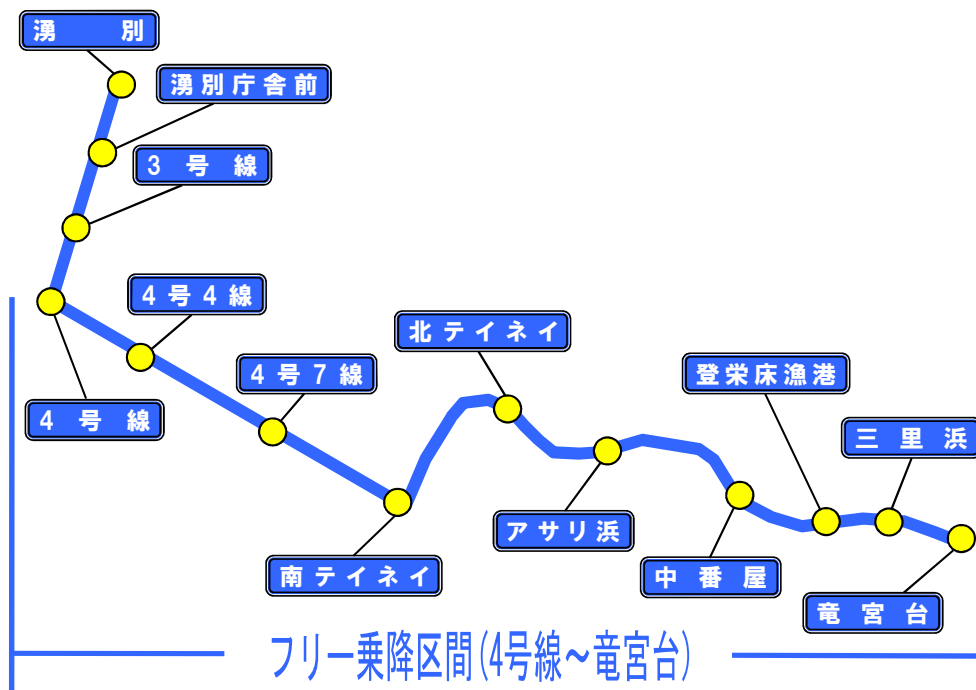 湧別
湧別庁舎前
3号線
4号線
4号4線
4号7線
南テイネイ
北テイネイ
アサリ浜
中番屋
登栄床漁港
三里浜
竜宮台
フリー乗降区間(4号線～竜宮台)